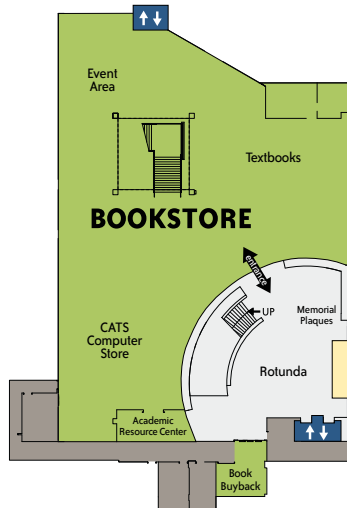 Event
Area
Textbooks
BOOKSTORE
entrance
UP
Memorial
Plaques
CATS
Computer
Store
Rotunda
Academic
Resource Center
Book
Buyback